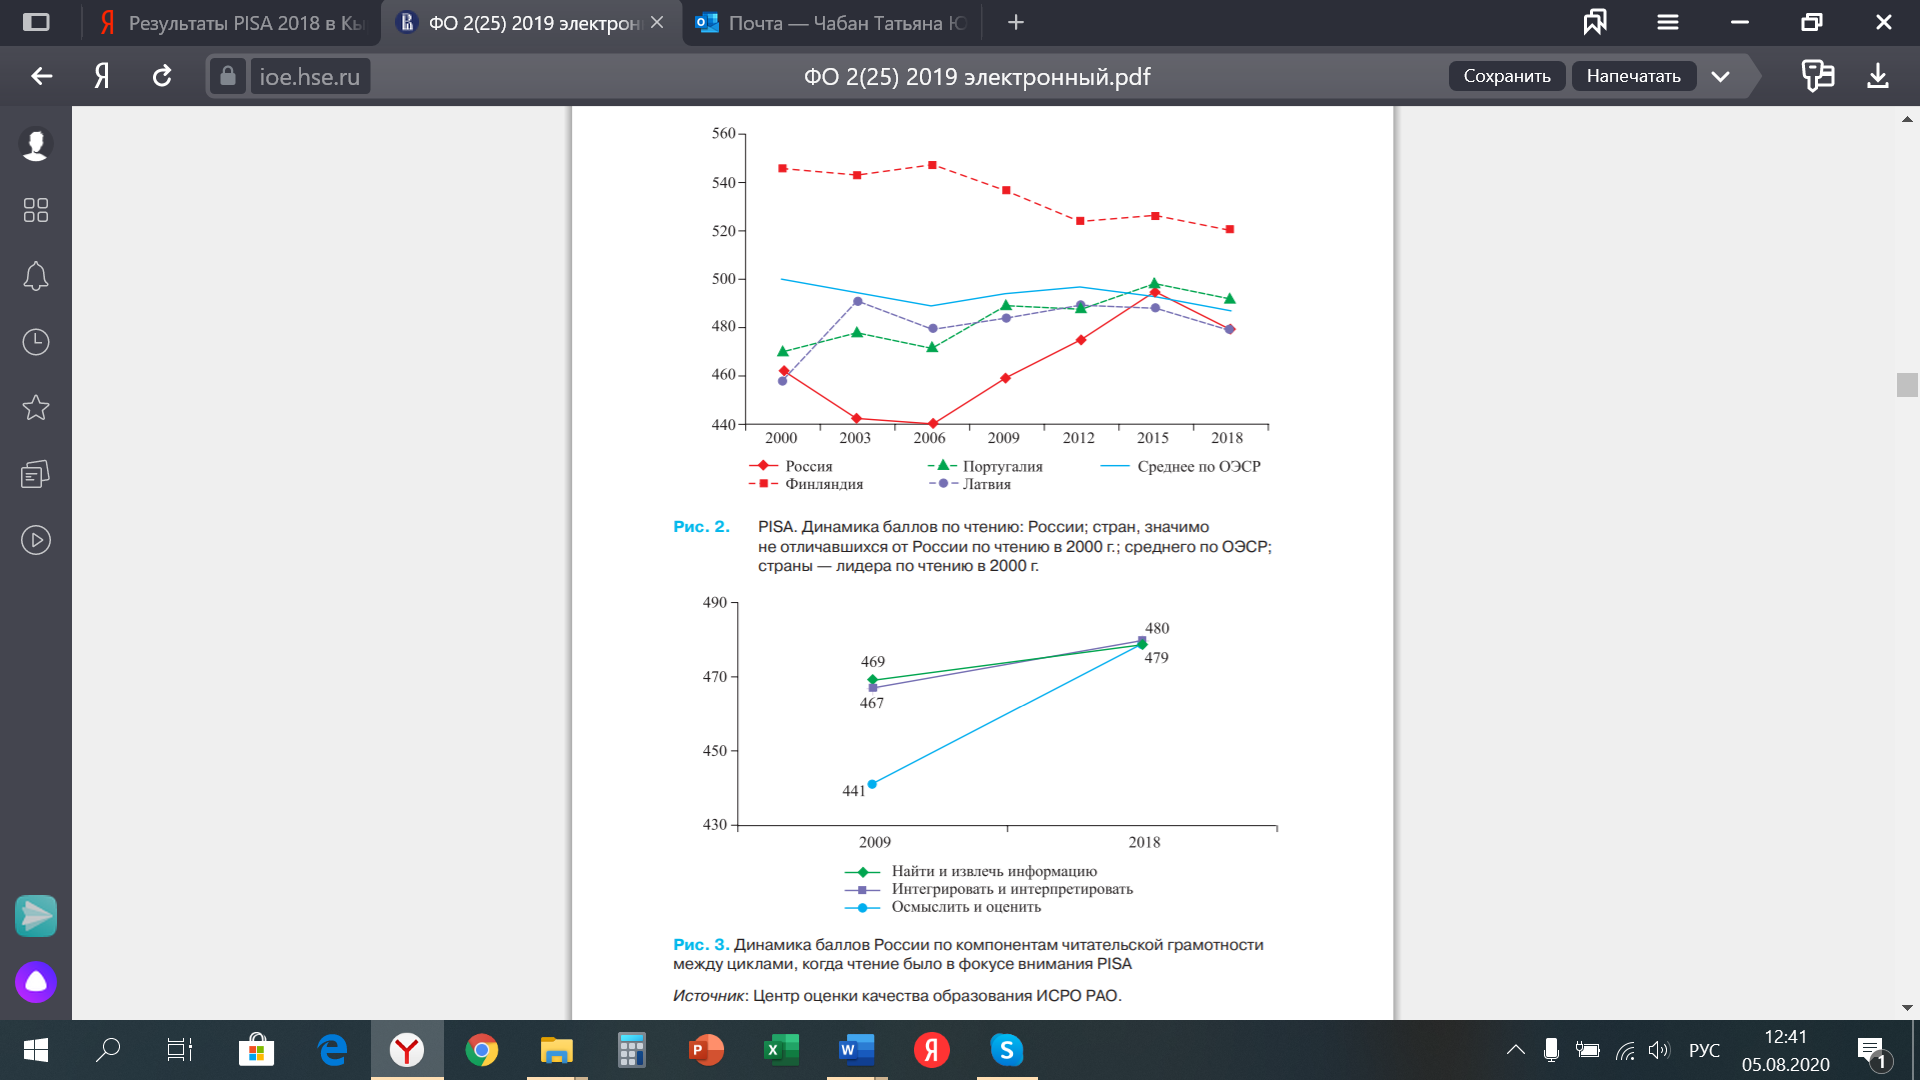 Результаты PISA 2018 в Кы
ФО 2(25) 2019 электрон
Почта — Чабан Татьяна Ю
ioe.hse.ru
ФО 2(25) 2019 электронный.pdf
Сохранить
Напечатать
560
540
520
500
480
460
440
2000 2003 2006 2009 2012 2015 2018
Россия Португалия Среднее по ОЭСР
Финляндия Латвия
Рис. 2. PISA. Динамика баллов по чтению: России; стран, значимо
не отличавшихся от России по чтению в 2000 г.; среднего по ОЭСР;
страны — лидера по чтению в 2000 г.
490
480
469
479
470
467
450
441
430
2009 2018
Найти и извлечь информацию
Интегрировать и интерпретировать
Осмыслить и оценить
Рис. 3. Динамика баллов России по компонентам читательской грамотности
между циклами, когда чтение было в фокусе внимания PISA
Источник: Центр оценки качества образования ИСРО РАО.
РУС
12:41
05.08.2020
1